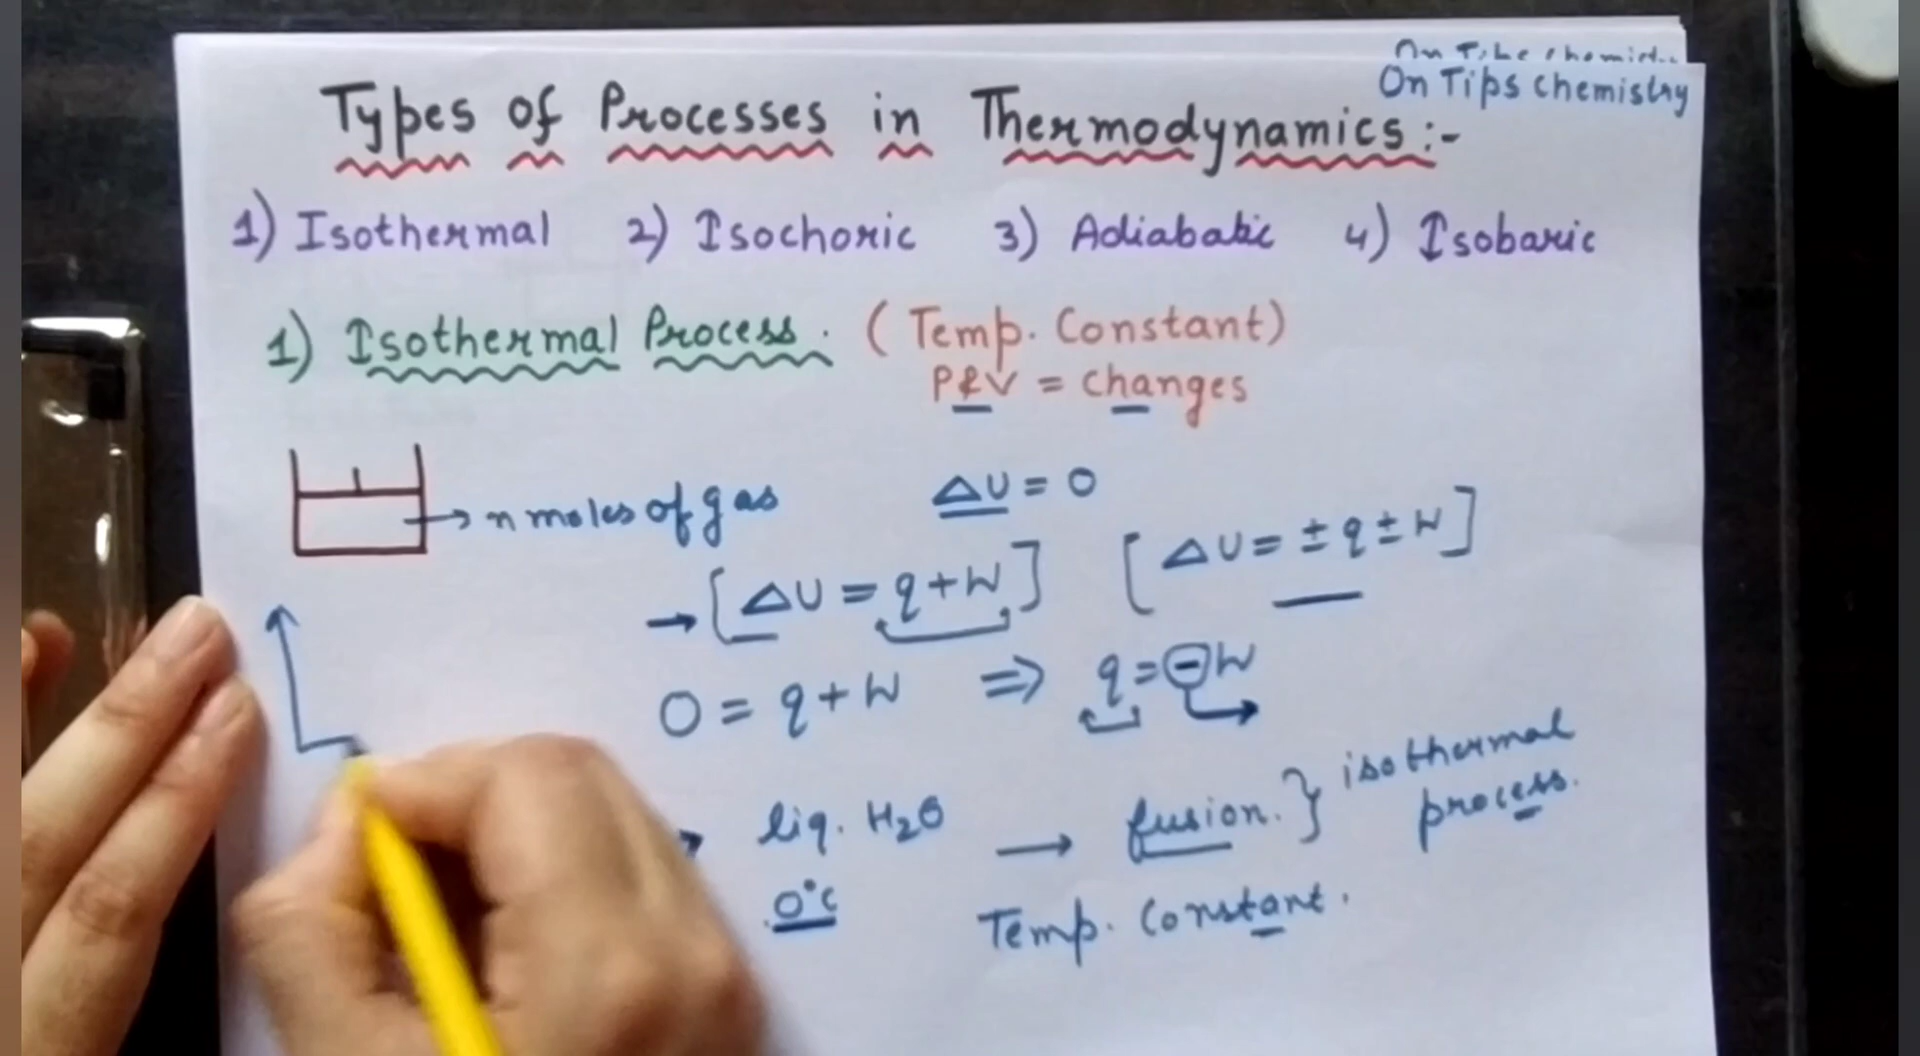 On Tips Chemistry
Types of Processes in Thermodynamics:-
1) Isothermal 2) Isochoric 3) Adiabatic 4) Isobaric
1) Isothermal Process. (Temp. Constant)
P&V = Changes
→ n moles of gas
ΔU = 0
→ [ΔU = q+W] [ΔU = ± q ± W]
0 = q + W ⇒ q = -W
liq. H2O → fusion. } isothermal process.
0°C
Temp. Constant.